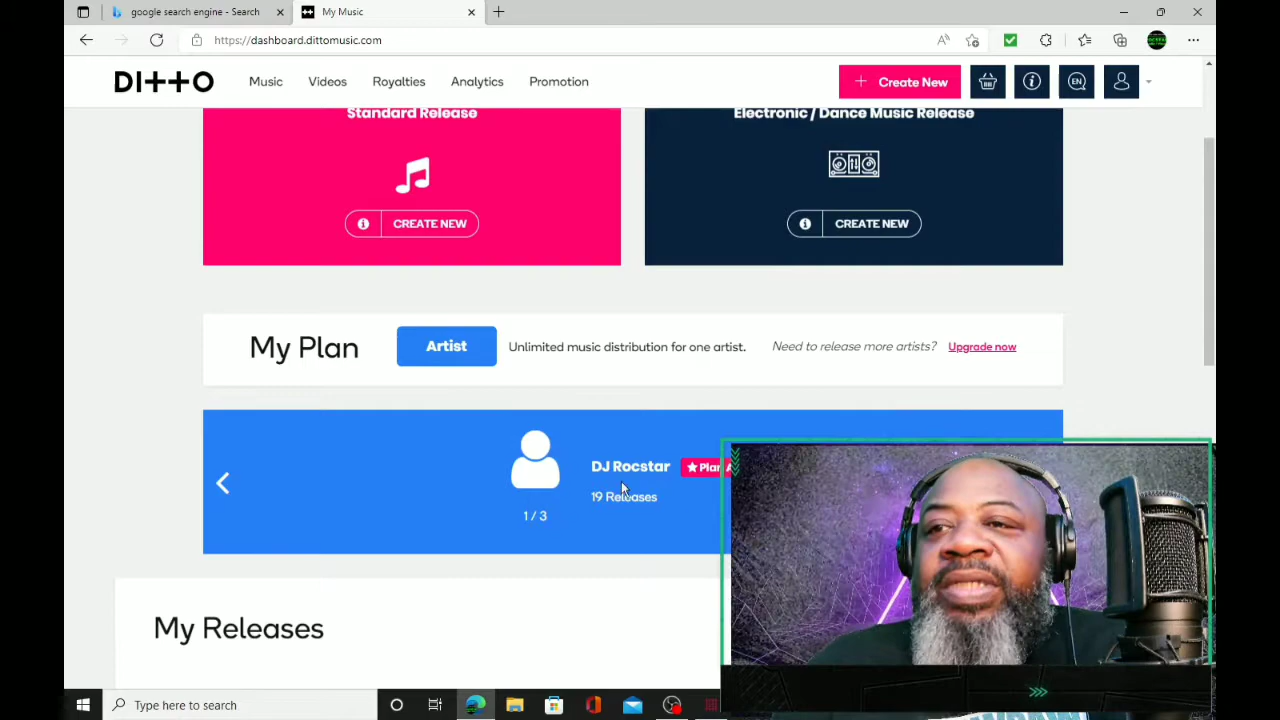 google search engine - Search
My Music
https://dashboard.dittomusic.com
DITTO
Music
Videos
Royalties
Analytics
Promotion
+ Create New
EN
Standard Release
Electronic / Dance Music Release
CREATE NEW
CREATE NEW
My Plan
Artist
Unlimited music distribution for one artist.
Need to release more artists?
Upgrade now
DJ Rocstar
Plan
19 Releases
1 / 3
My Releases
Type here to search